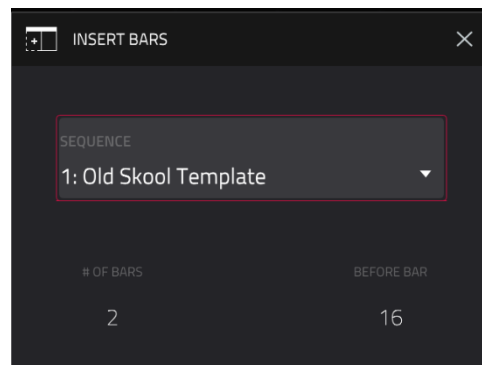 INSERT BARS
SEQUENCE
1: Old Skool Template
# OF BARS BEFORE BAR
2 16